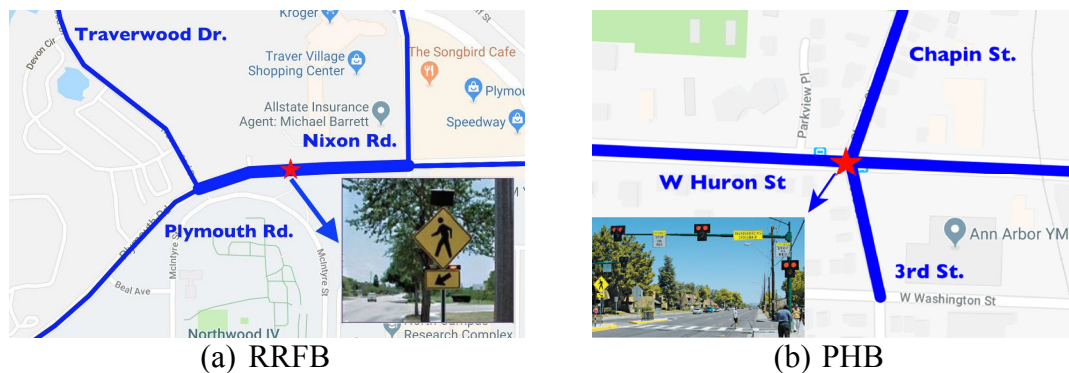 Kroger
Traverwood Dr.
Devon Cir
Traver Village
Shopping Center
The Songbird Cafe
Plymou
Allstate Insurance
Agent: Michael Barrett
Speedway
Nixon Rd.
Plymouth Rd.
Plymouth Rd
McIntyre St
McIntyre St
Beal Ave
Northwood IV
North Campus
Research Complex
(a) RRFB
Chapin St.
Parkview Pl
W Huron St
Ann Arbor YM
3rd St.
W Washington St
(b) PHB